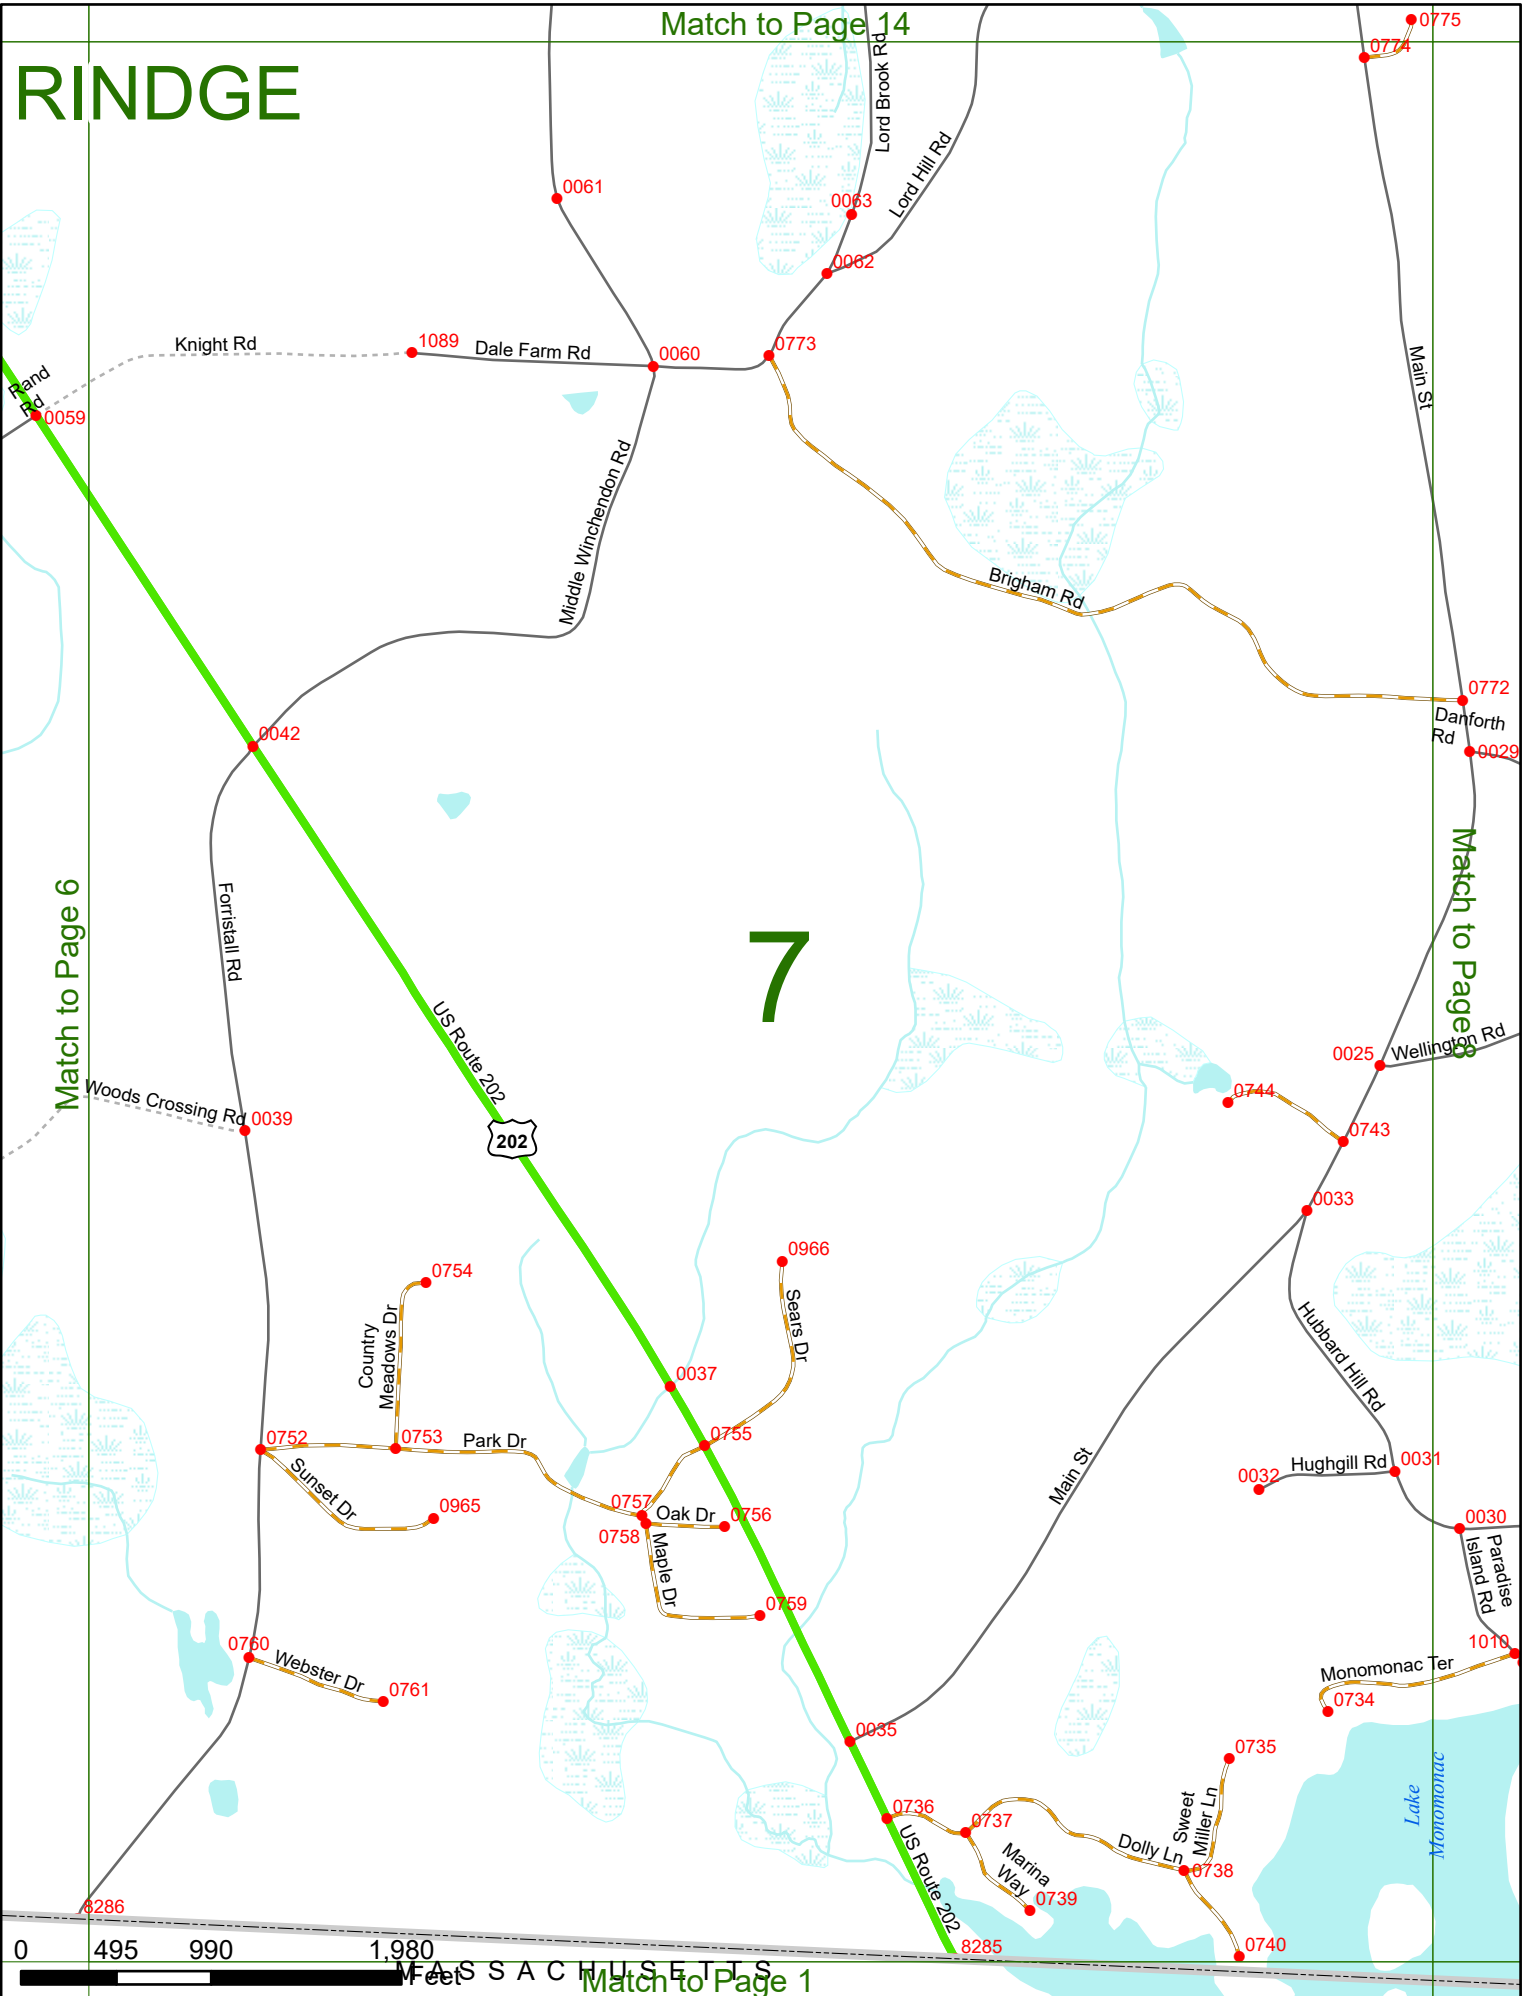 Match to Page 14
0775
0774
RINDGE
Lord Brook Rd
Lord Hill Rd
0061
0063
0062
Knight Rd
1089
Dale Farm Rd
0060
0773
Main St
Rand
Rd
0059
Middle Winchendon Rd
Brigham Rd
0772
Danforth
Rd
0029
0042
Match to Page 8
Match to Page 6
Forristall Rd
7
US Route 202
202
0025
Wellington Rd
Woods Crossing Rd
0039
0744
0743
0033
0966
0754
Sears Dr
Country
Meadows Dr
Hubbard Hill Rd
0037
0752
0753
Park Dr
0755
Main St
Hughgill Rd
0031
0032
Sunset Dr
0965
0757
Oak Dr
0756
0758
Maple Dr
0030
Paradise
Island Rd
0759
0760
Webster Dr
0761
1010
Monomonac Ter
0734
0035
0735
Lake
Monomonac
Sweet
Miller Ln
0736
0737
Dolly Ln
0738
US Route 202
Marina
Way
0739
8286
8285
0740
0 495 990 1,980
Feet
MASSACHUSETTS
Match to Page 1